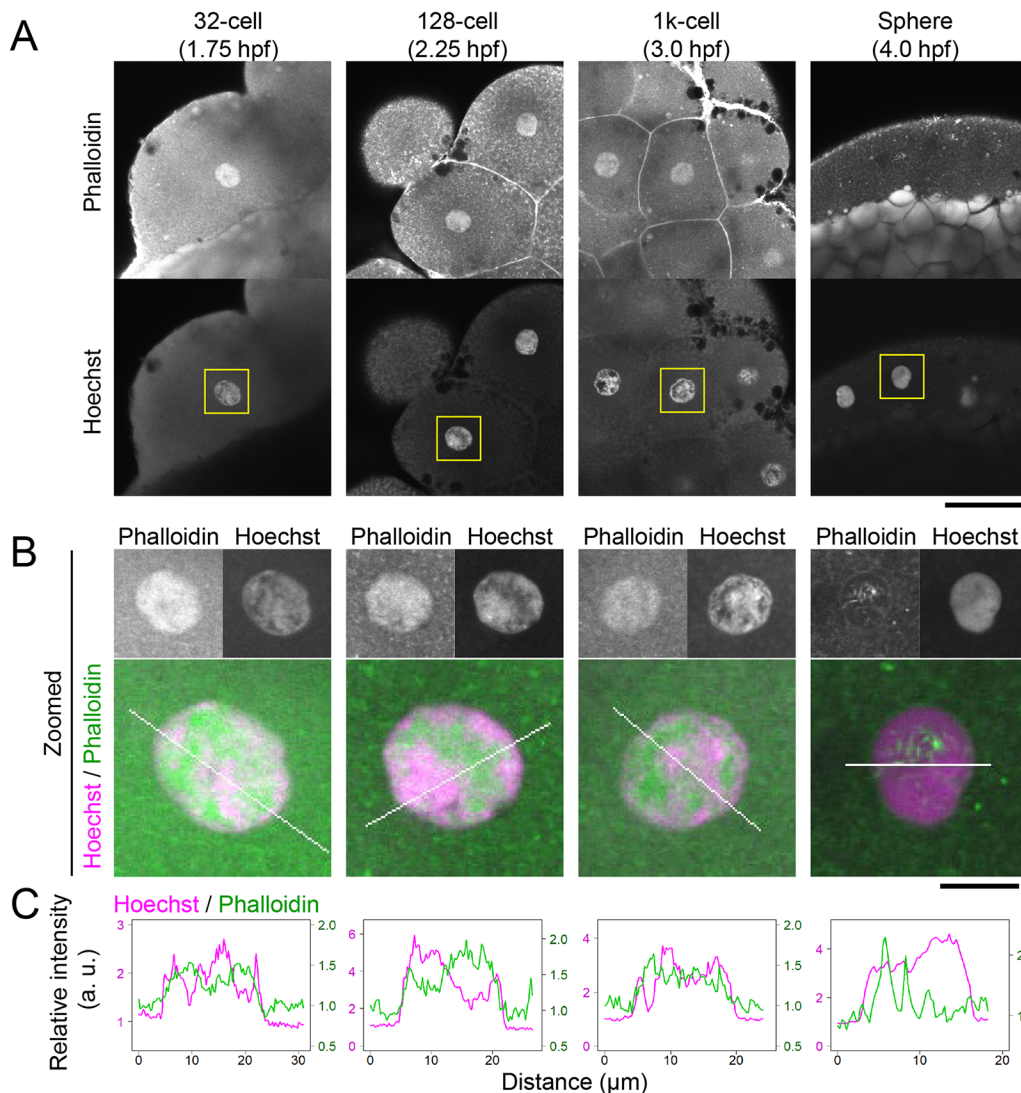 A
32-cell
(1.75 hpf)
128-cell
(2.25 hpf)
1k-cell
(3.0 hpf)
Sphere
(4.0 hpf)
Phalloidin
Hoechst
B
Phalloidin Hoechst
Phalloidin Hoechst
Phalloidin Hoechst
Phalloidin Hoechst
Zoomed
Hoechst / Phalloidin
C
Hoechst / Phalloidin
Relative intensity
(a. u.)
3
2
1
2.0
1.5
1.0
0.5
0 10 20 30
6
4
2
0
2.0
1.5
1.0
0.5
0 10 20
4
2
0
2.0
1.5
1.0
0.5
0 10 20
4
2
0
2
1
0 10 20
Distance (µm)